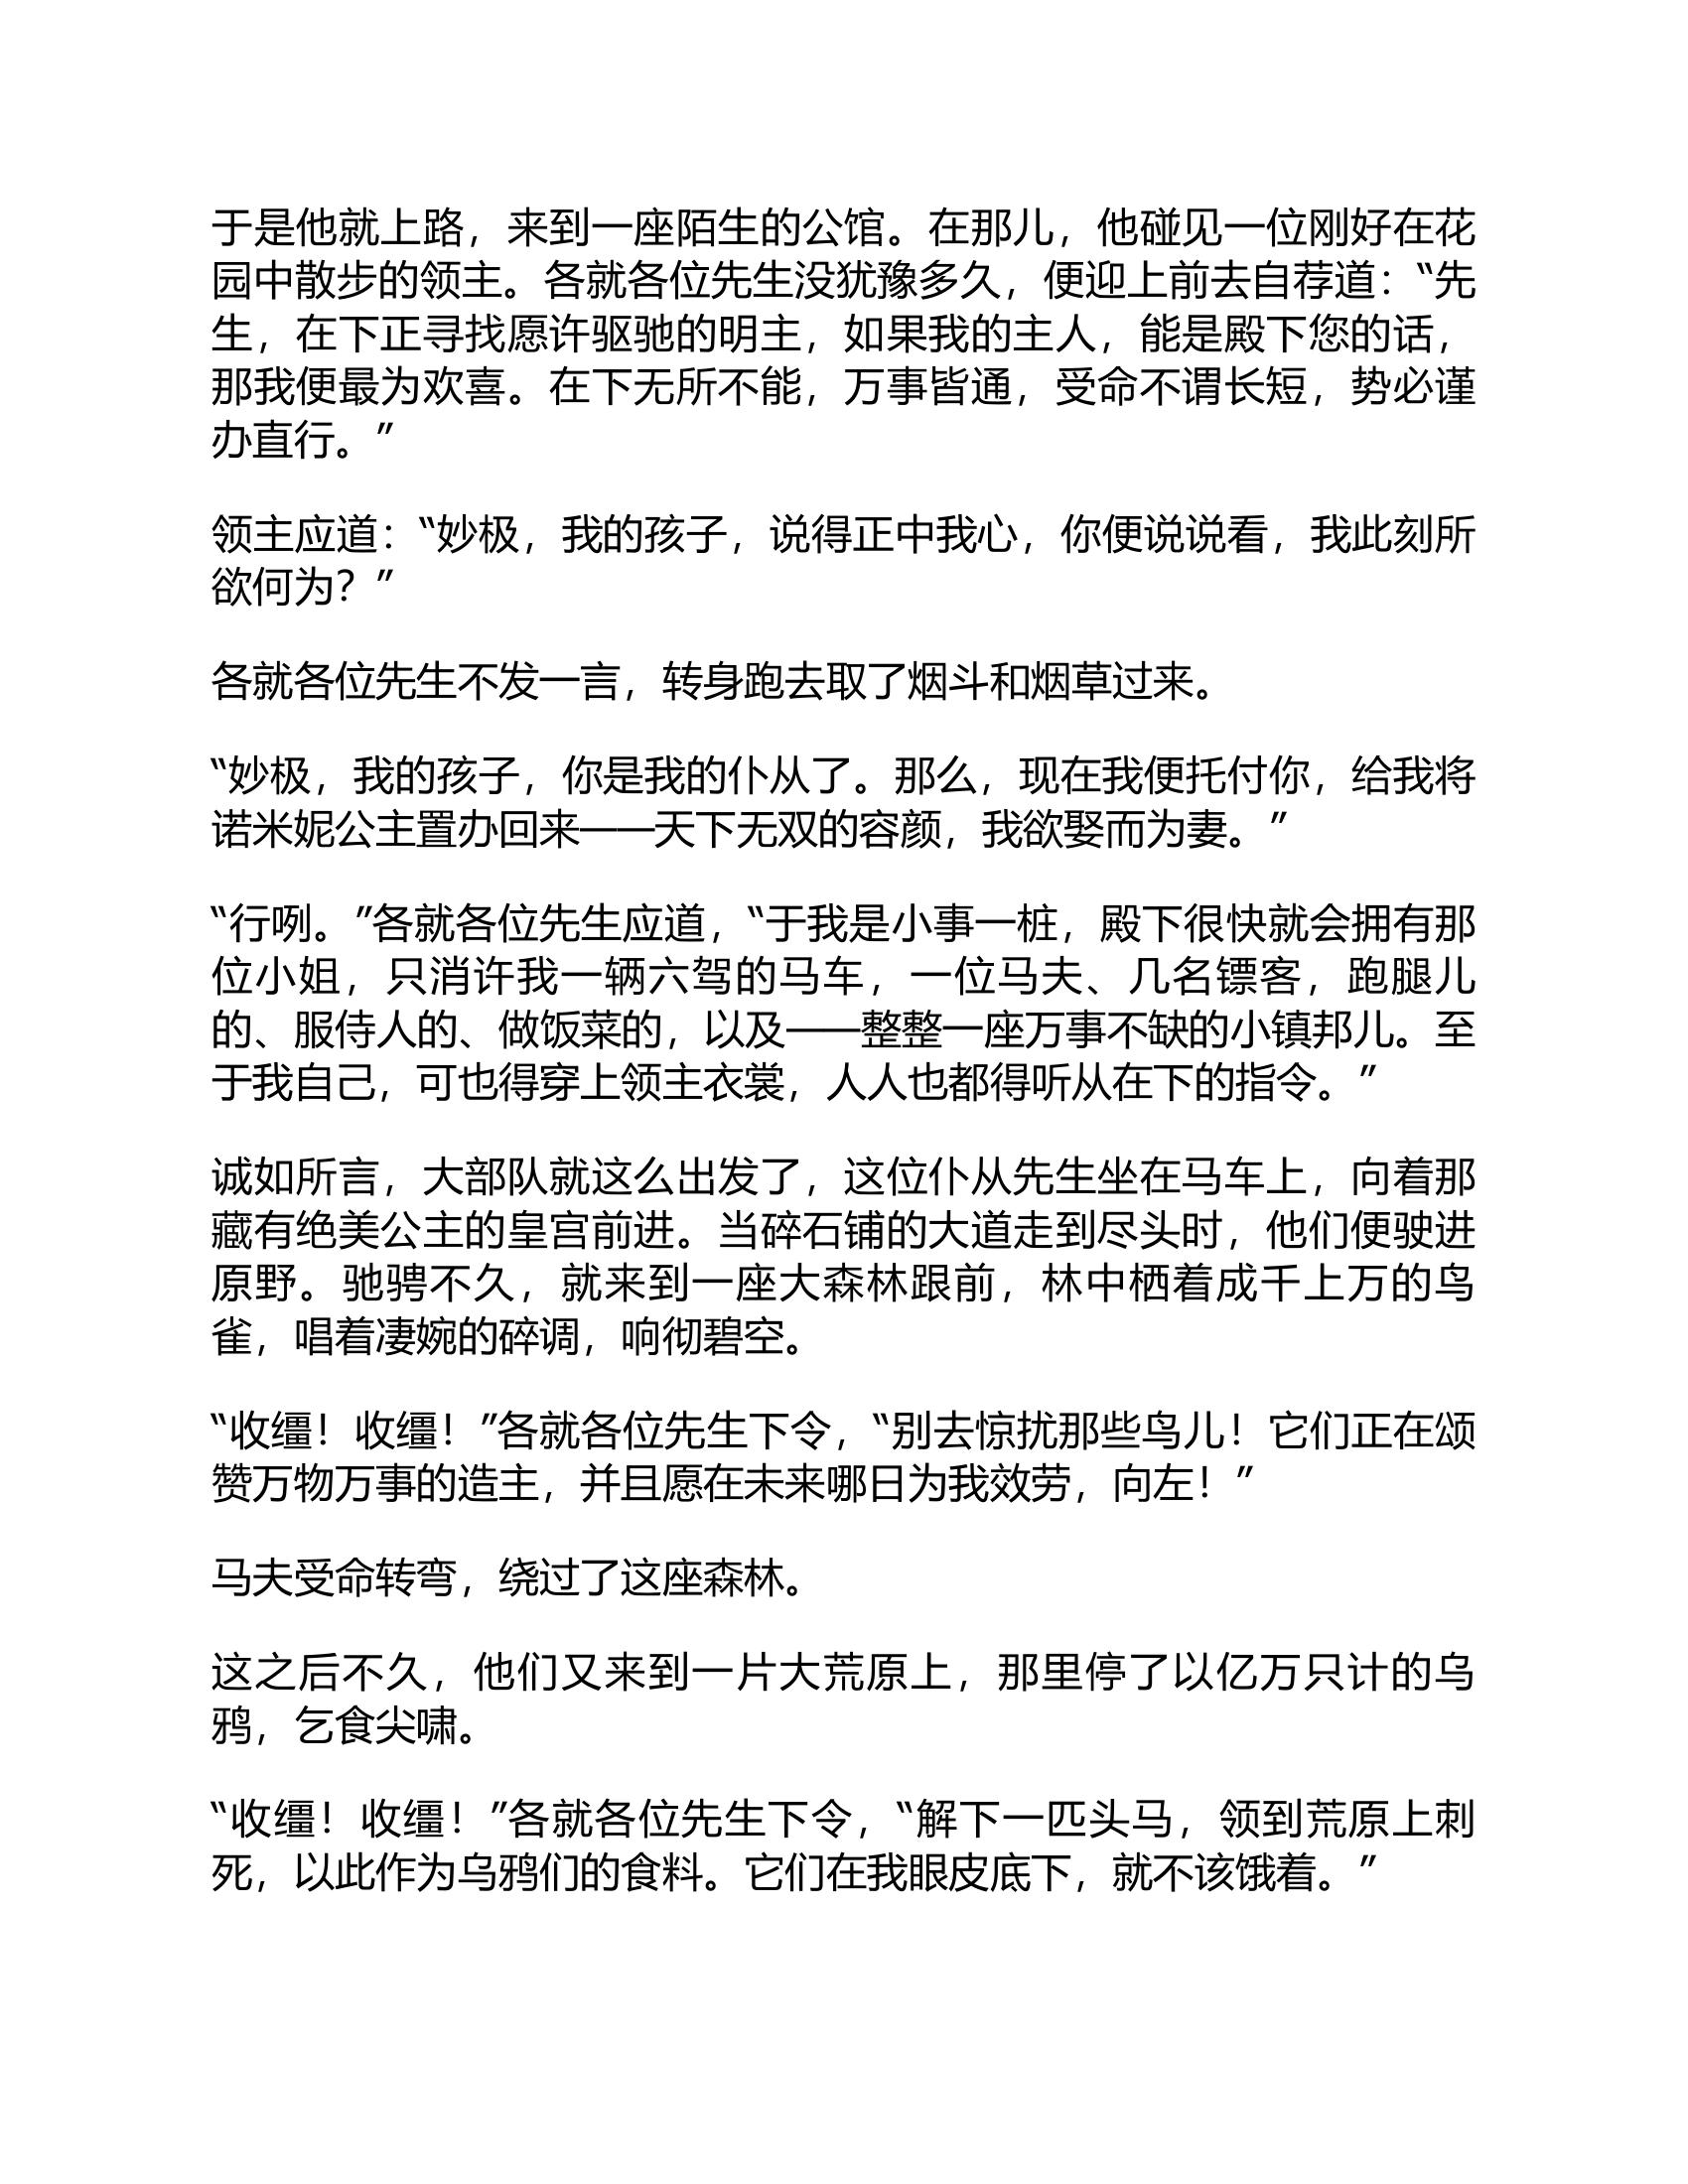 于是他就上路，来到一座陌生的公馆。在那儿，他碰见一位刚好在花
园中散步的领主。各就各位先生没犹豫多久，便迎上前去自荐道：“先
生，在下正寻找愿许驱驰的明主，如果我的主人，能是殿下您的话，
那我便最为欢喜。在下无所不能，万事皆通，受命不谓长短，势必谨
办直行。”
领主应道：“妙极，我的孩子，说得正中我心，你便说说看，我此刻所
欲何为？”
各就各位先生不发一言，转身跑去取了烟斗和烟草过来。
“妙极，我的孩子，你是我的仆从了。那么，现在我便托付你，给我将
诺米妮公主置办回来——天下无双的容颜，我欲娶而为妻。”
“行咧。”各就各位先生应道，“于我是小事一桩，殿下很快就会拥有那
位小姐，只消许我一辆六驾的马车，一位马夫、几名镖客，跑腿儿
的、服侍人的、做饭菜的，以及——整整一座万事不缺的小镇邦儿。至
于我自己，可也得穿上领主衣裳，人人也都得听从在下的指令。”
诚如所言，大部队就这么出发了，这位仆从先生坐在马车上，向着那
藏有绝美公主的皇宫前进。当碎石铺的大道走到尽头时，他们便驶进
原野。驰骋不久，就来到一座大森林跟前，林中栖着成千上万的鸟
雀，唱着凄婉的碎调，响彻碧空。
“收缰！收缰！”各就各位先生下令，“别去惊扰那些鸟儿！它们正在颂
赞万物万事的造主，并且愿在未来哪日为我效劳，向左！”
马夫受命转弯，绕过了这座森林。
这之后不久，他们又来到一片大荒原上，那里停了以亿万只计的乌
鸦，乞食尖啸。
“收缰！收缰！”各就各位先生下令，“解下一匹头马，领到荒原上刺
死，以此作为乌鸦们的食料。它们在我眼皮底下，就不该饿着。”